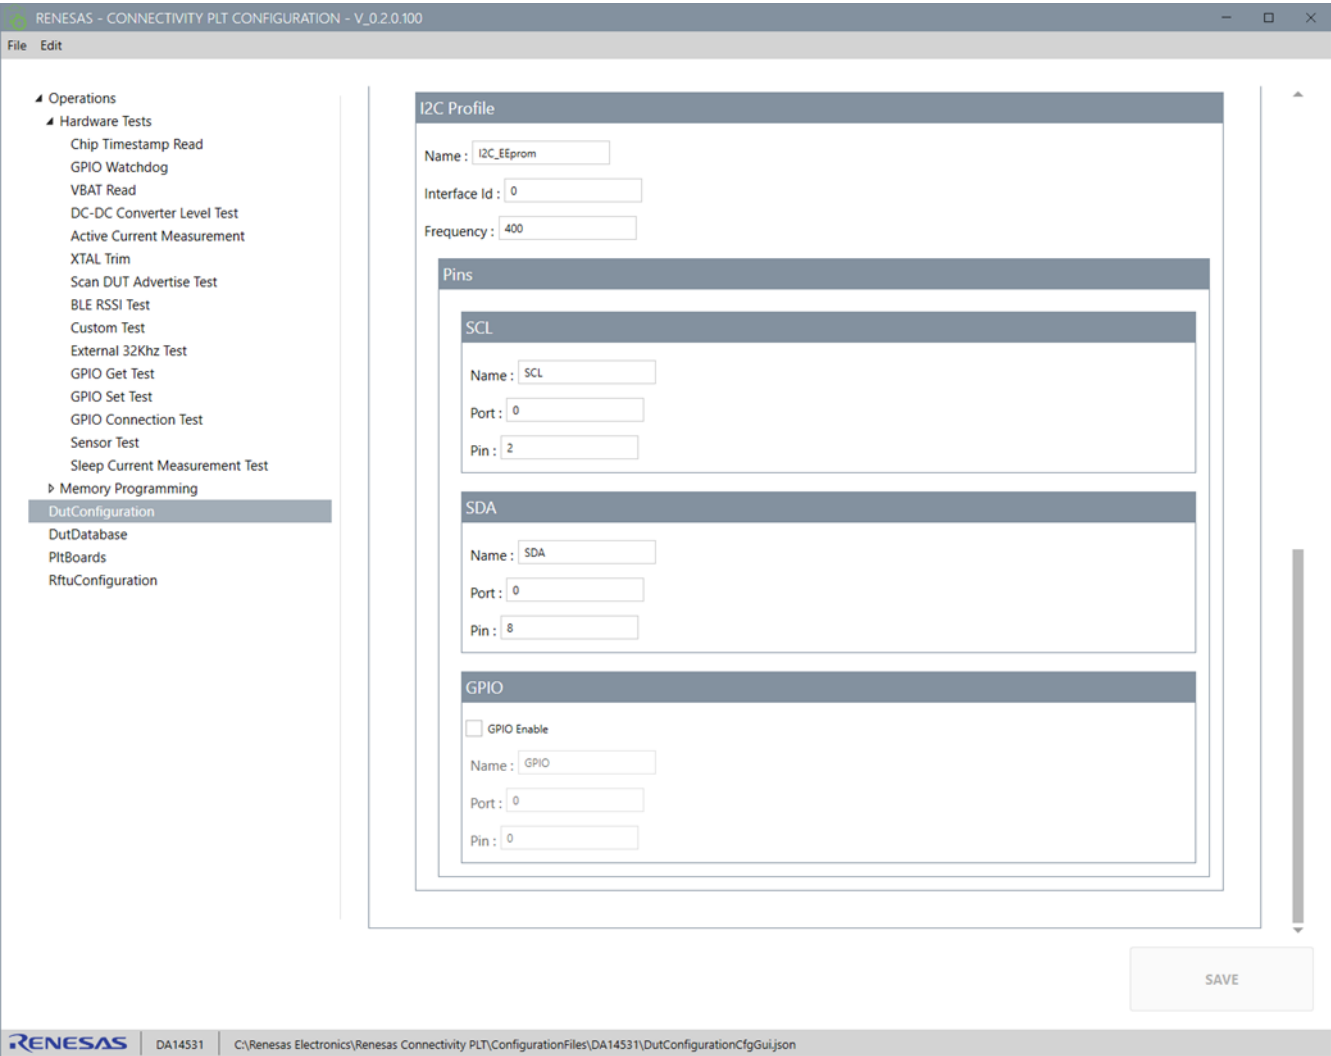 RENESAS - CONNECTIVITY PLT CONFIGURATION - V_0.2.0.100
File Edit
Operations
Hardware Tests
Chip Timestamp Read
GPIO Watchdog
VBAT Read
DC-DC Converter Level Test
Active Current Measurement
XTAL Trim
Scan DUT Advertise Test
BLE RSSI Test
Custom Test
External 32Khz Test
GPIO Get Test
GPIO Set Test
GPIO Connection Test
Sensor Test
Sleep Current Measurement Test
Memory Programming
DutConfiguration
DutDatabase
PltBoards
RftuConfiguration
I2C Profile
Name : I2C_EEprom
Interface Id : 0
Frequency : 400
Pins
SCL
Name : SCL
Port : 0
Pin : 2
SDA
Name : SDA
Port : 0
Pin : 8
GPIO
GPIO Enable
Name : GPIO
Port : 0
Pin : 0
SAVE
RENESAS DA14531 C:\Renesas Electronics\Renesas Connectivity PLT\ConfigurationFiles\DA14531\DutConfigurationCfgGui.json